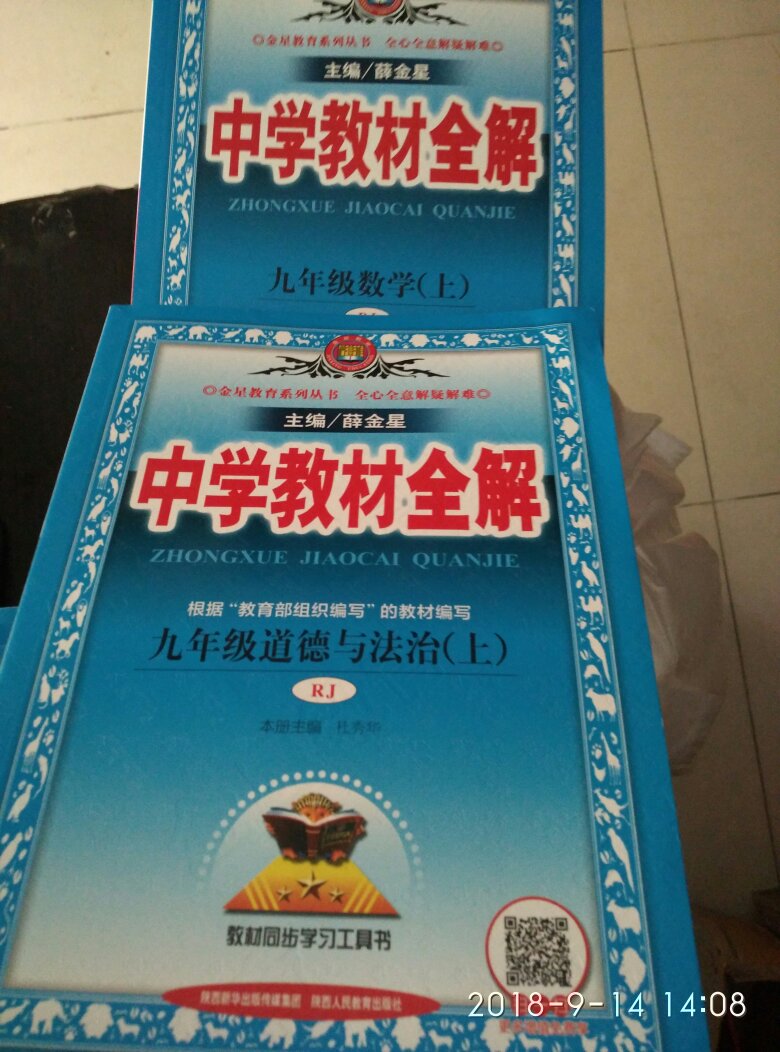 ◎金星教育系列丛书 全心全意解疑解难◎
主编/薛金星
中学教材全解
ZHONGXUE JIAOCAI QUANJIE
九年级数学(上)
◎金星教育系列丛书 全心全意解疑解难◎
主编/薛金星
中学教材全解
ZHONGXUE JIAOCAI QUANJIE
根据“教育部组织编写”的教材编写
九年级道德与法治(上)
RJ
本册主编 杜秀华
教材同步学习工具书
陕西新华出版传媒集团 陕西人民教育出版社
2018-9-14 14:08